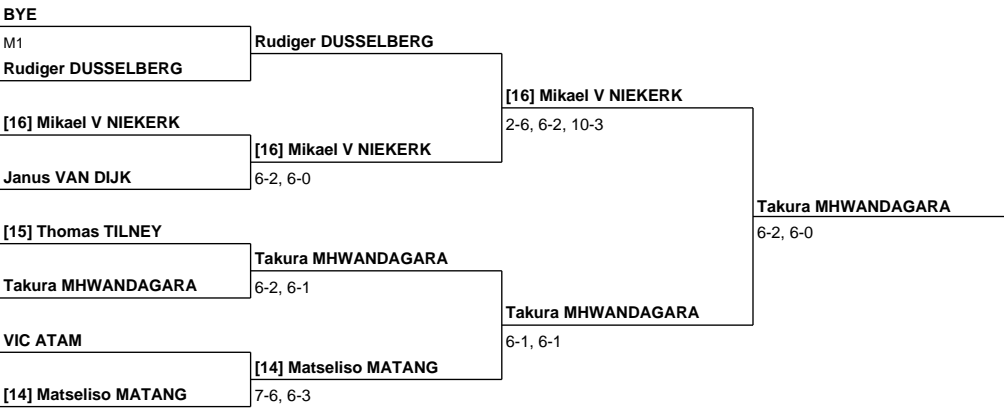 BYE
M1
Rudiger DUSSELBERG
Rudiger DUSSELBERG
[16] Mikael V NIEKERK
2-6, 6-2, 10-3
[16] Mikael V NIEKERK
[16] Mikael V NIEKERK
6-2, 6-0
Janus VAN DIJK
Takura MHWANDAGARA
6-2, 6-0
[15] Thomas TILNEY
Takura MHWANDAGARA
6-2, 6-1
Takura MHWANDAGARA
Takura MHWANDAGARA
6-1, 6-1
VIC ATAM
[14] Matseliso MATANG
7-6, 6-3
[14] Matseliso MATANG